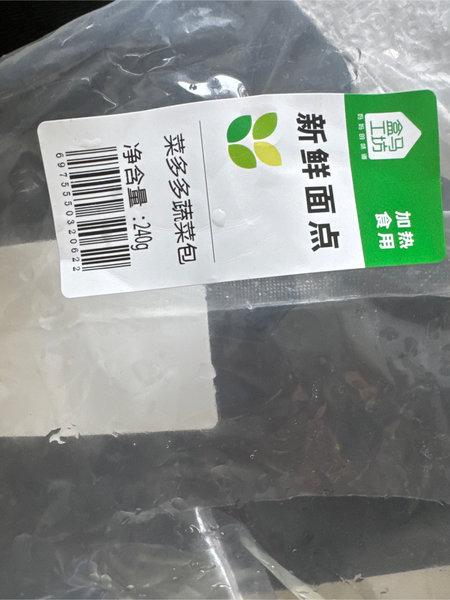 盒马
工坊
加热
食用
新鲜面点
菜多多蔬菜包
净含量:240g
6975550320622